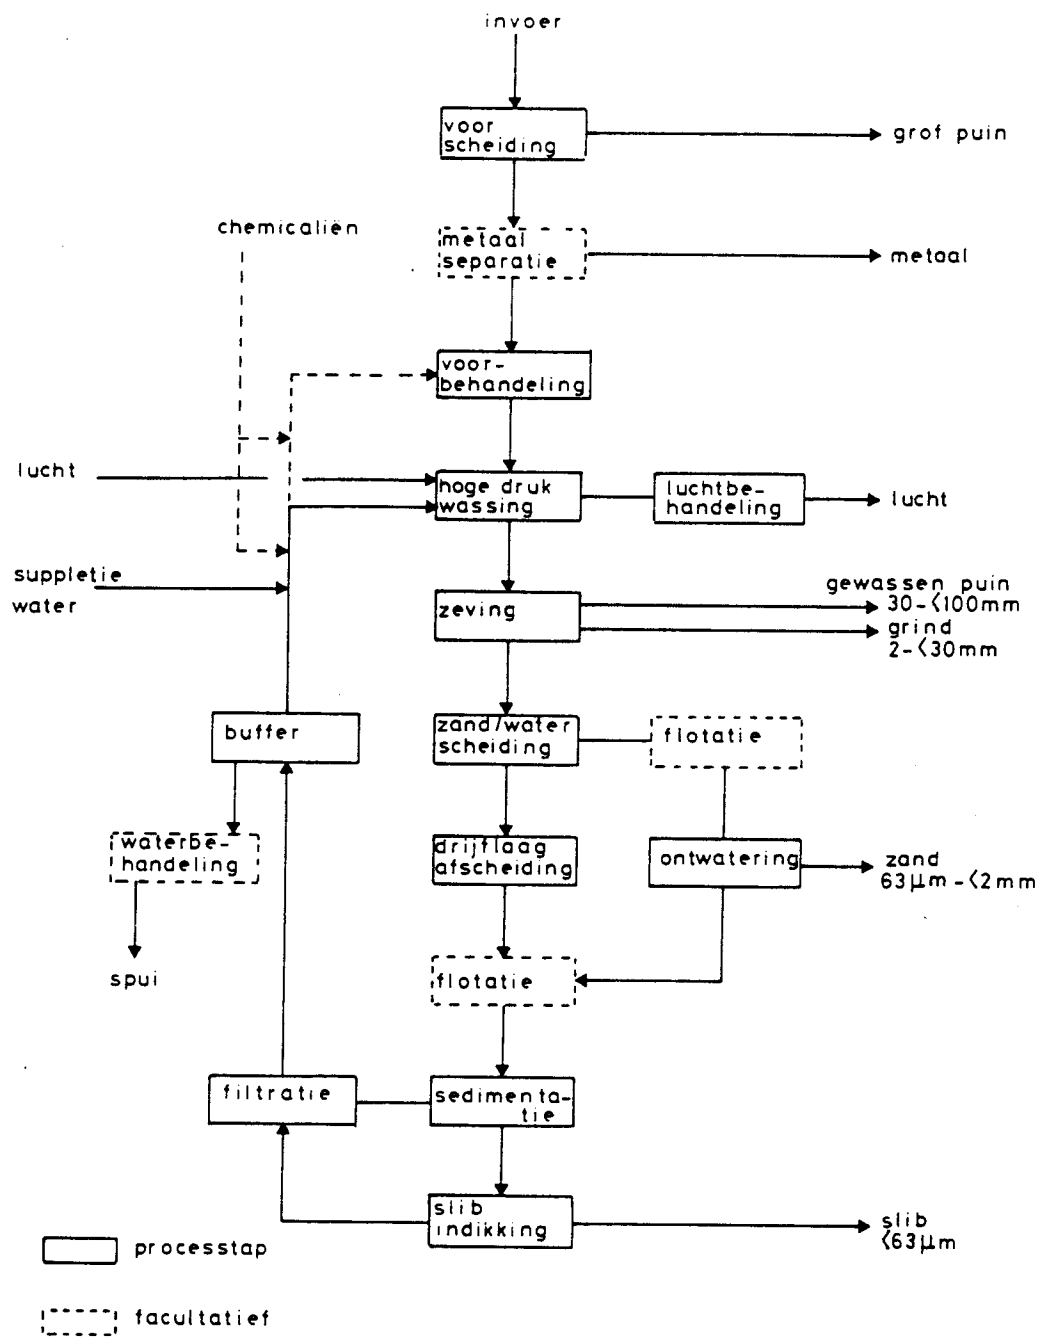 invoer
voor
scheiding
grof puin
chemicaliën
metaal
separatie
metaal
voor-
behandeling
lucht
hoge druk
wassing
luchtbe-
handeling
lucht
suppletie
water
zeving
gewassen puin
30-<100mm
grind
2-<30mm
buffer
zand/water
scheiding
flotatie
waterbe-
handeling
drijflaag
afscheiding
ontwatering
zand
63µm-<2mm
spui
flotatie
filtratie
sedimenta-
tie
slib
indikking
slib
<63µm
processtap
facultatief